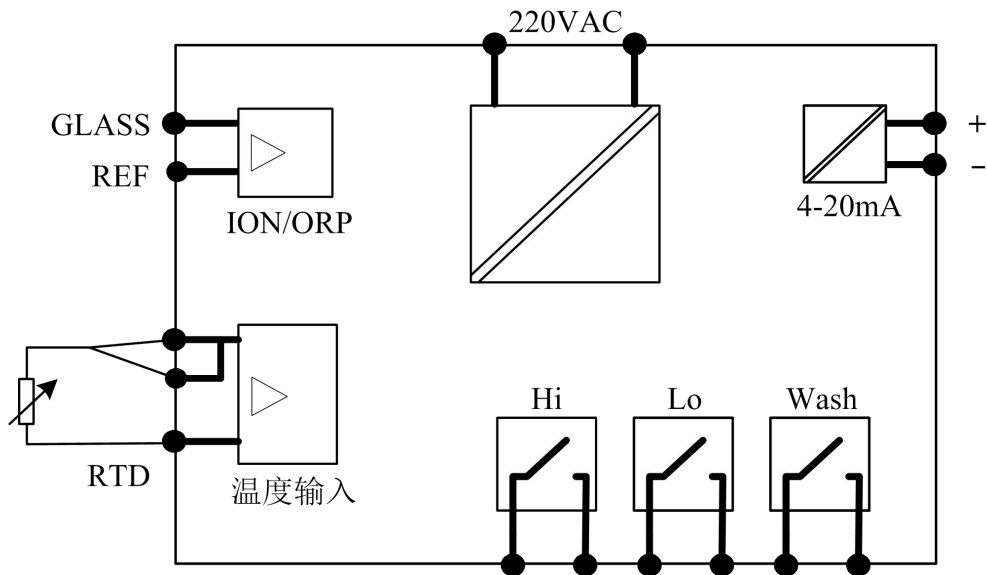 220VAC
GLASS
REF
+
−
ION/ORP
4-20mA
RTD
温度输入
Hi
Lo
Wash